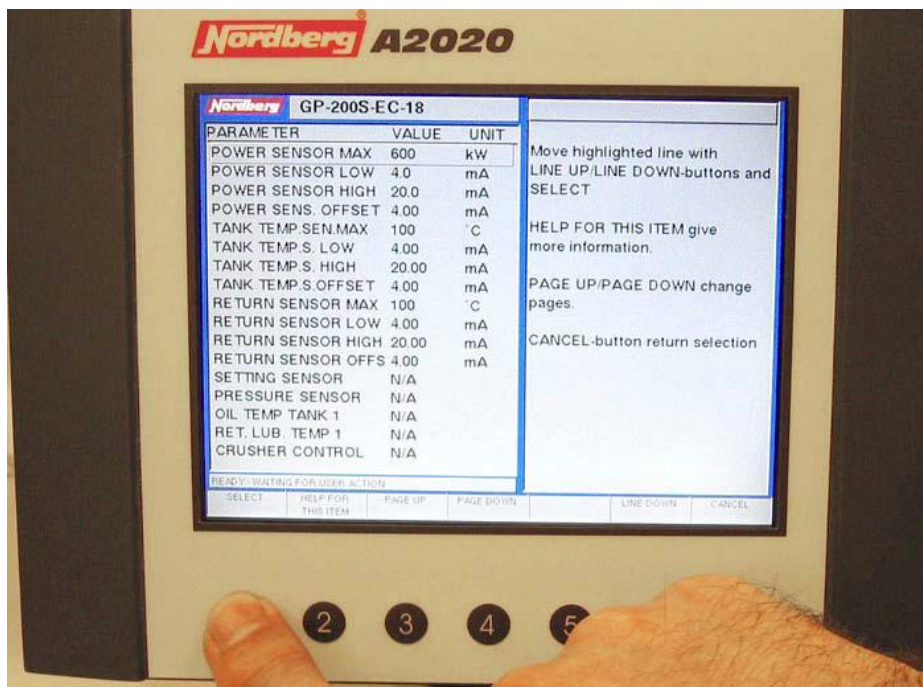 Nordberg A2020
Nordberg GP-200S-EC-18
PARAMETER VALUE UNIT
POWER SENSOR MAX 600 kW
POWER SENSOR LOW 4.0 mA
POWER SENSOR HIGH 20.0 mA
POWER SENS. OFFSET 4.00 mA
TANK TEMP.SEN.MAX 100 °C
TANK TEMP.S. LOW 4.00 mA
TANK TEMP.S. HIGH 20.00 mA
TANK TEMP.S.OFFSET 4.00 mA
RETURN SENSOR MAX 100 °C
RETURN SENSOR LOW 4.00 mA
RETURN SENSOR HIGH 20.00 mA
RETURN SENSOR OFFS 4.00 mA
SETTING SENSOR N/A
PRESSURE SENSOR N/A
OIL TEMP TANK 1 N/A
RET. LUB. TEMP 1 N/A
CRUSHER CONTROL N/A
READY - WAITING FOR USER ACTION
Move highlighted line with
LINE UP/LINE DOWN-buttons and
SELECT
HELP FOR THIS ITEM give
more information.
PAGE UP/PAGE DOWN change
pages.
CANCEL-button return selection
SELECT HELP FOR PAGE UP PAGE DOWN LINE DOWN CANCEL
THIS ITEM
2 3 4 5